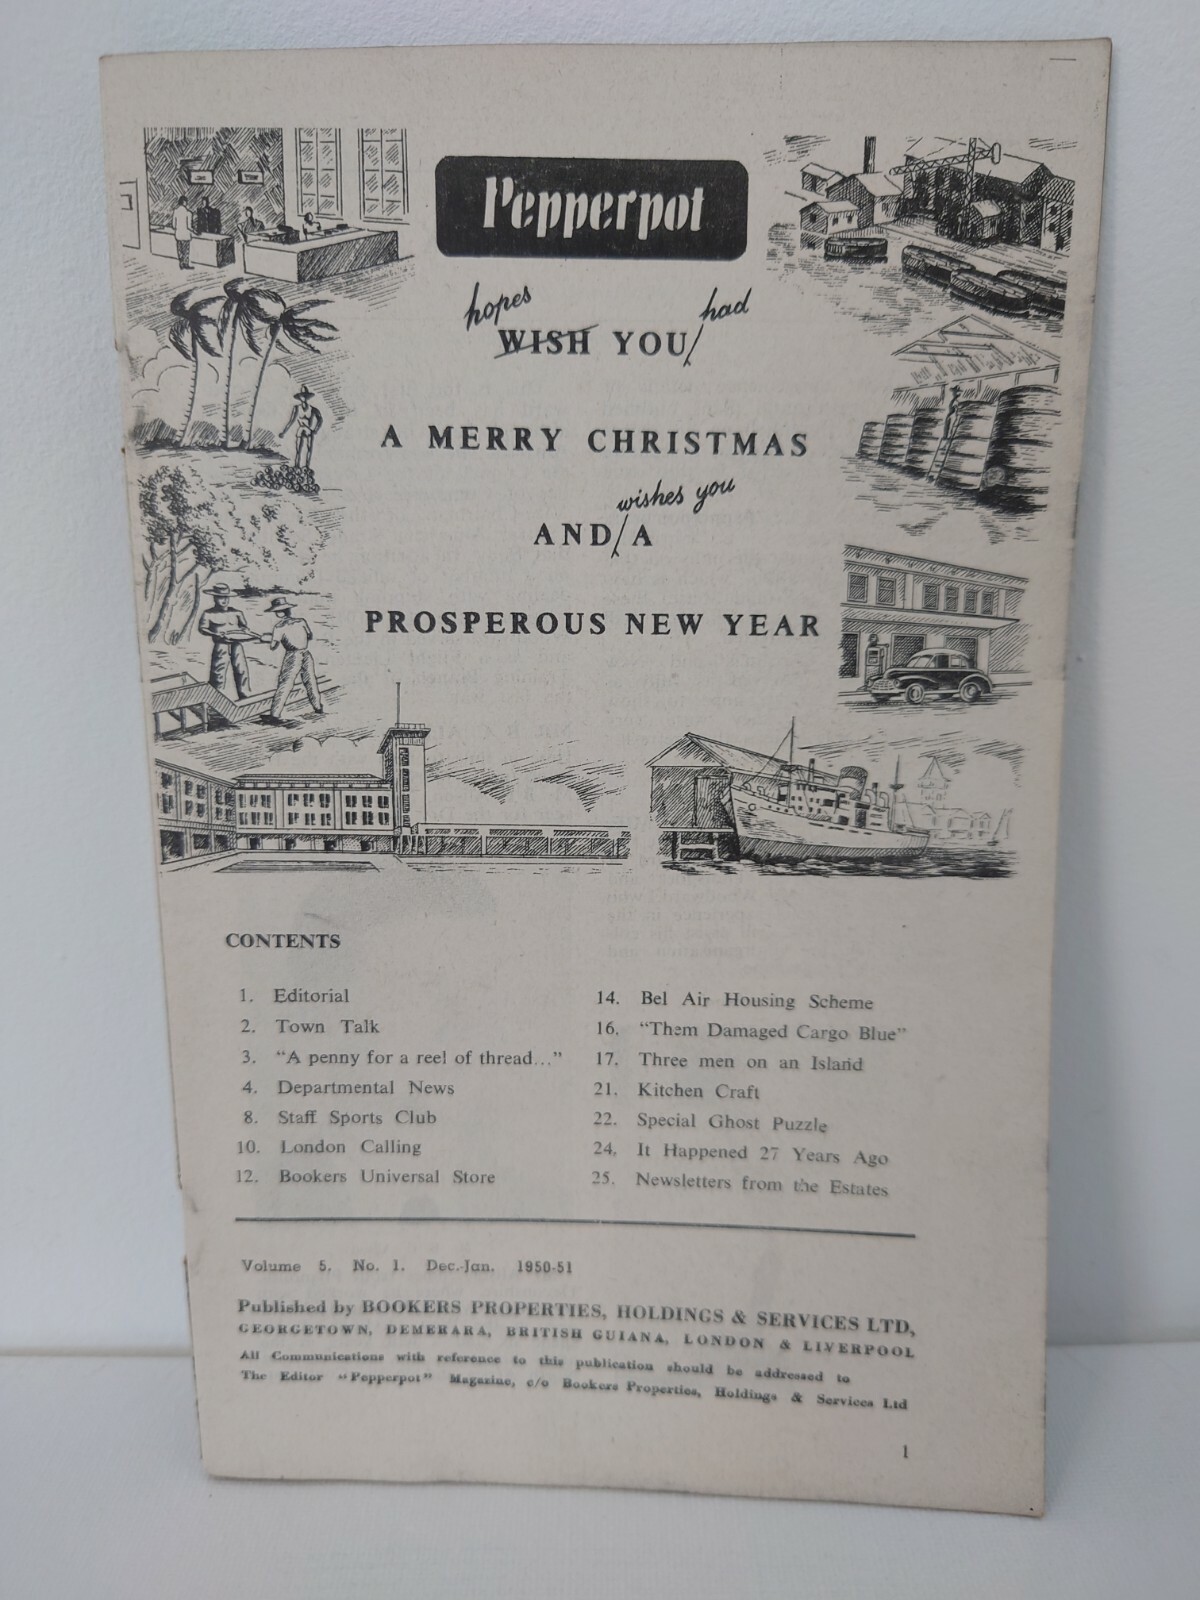 Pepperpot
hopes had
WISH YOU/
A MERRY CHRISTMAS
wishes you
AND/A
PROSPEROUS NEW YEAR
CONTENTS
1. Editorial
2. Town Talk
3. "A penny for a reel of thread..."
4. Departmental News
8. Staff Sports Club
10. London Calling
12. Bookers Universal Store
14. Bel Air Housing Scheme
16. "Them Damaged Cargo Blue"
17. Three men on an Island
21. Kitchen Craft
22. Special Ghost Puzzle
24. It Happened 27 Years Ago
25. Newsletters from the Estates
Volume 5. No. 1. Dec.-Jan. 1950-51
Published by BOOKERS PROPERTIES, HOLDINGS & SERVICES LTD,
GEORGETOWN, DEMERARA, BRITISH GUIANA, LONDON & LIVERPOOL
All Communications with reference to this publication should be addressed to
The Editor "Pepperpot" Magazine, c/o Bookers Properties, Holdings & Services Ltd
1